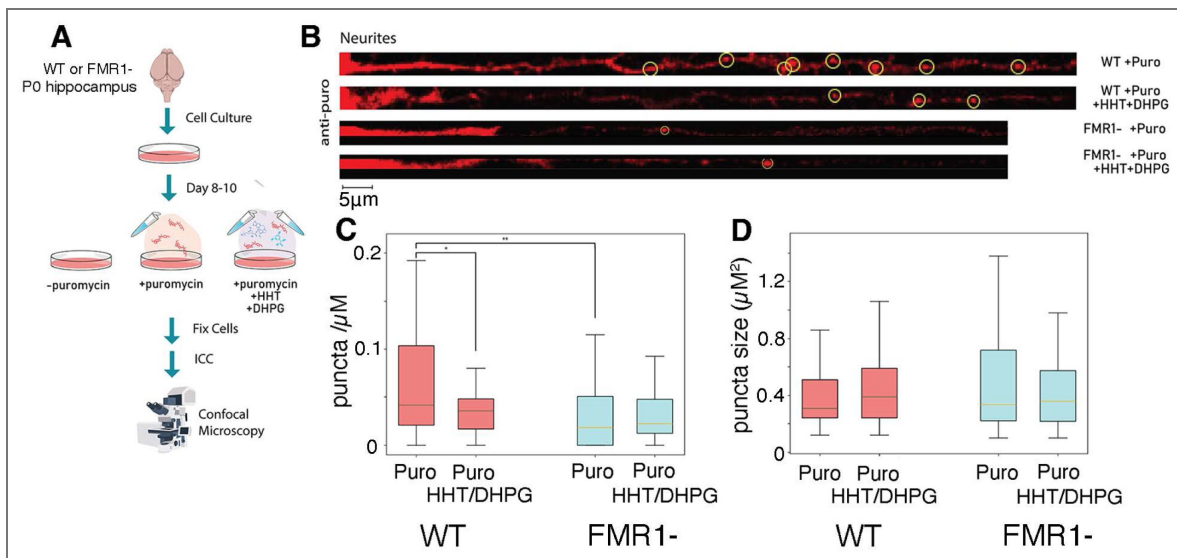 A
WT or FMR1-
P0 hippocampus
Cell Culture
Day 8-10
-puromycin
+puromycin
+puromycin
+HHT
+DHPG
Fix Cells
ICC
Confocal
Microscopy
B
Neurites
anti-puro
WT +Puro
WT +Puro
+HHT+DHPG
FMR1- +Puro
FMR1- +Puro
+HHT+DHPG
5µm
C
puncta /µM
0.2
0.1
0
*
**
Puro
Puro
HHT/DHPG
Puro
Puro
HHT/DHPG
WT
FMR1-
D
puncta size (µM²)
1.2
0.8
0.4
0
Puro
Puro
HHT/DHPG
Puro
Puro
HHT/DHPG
WT
FMR1-